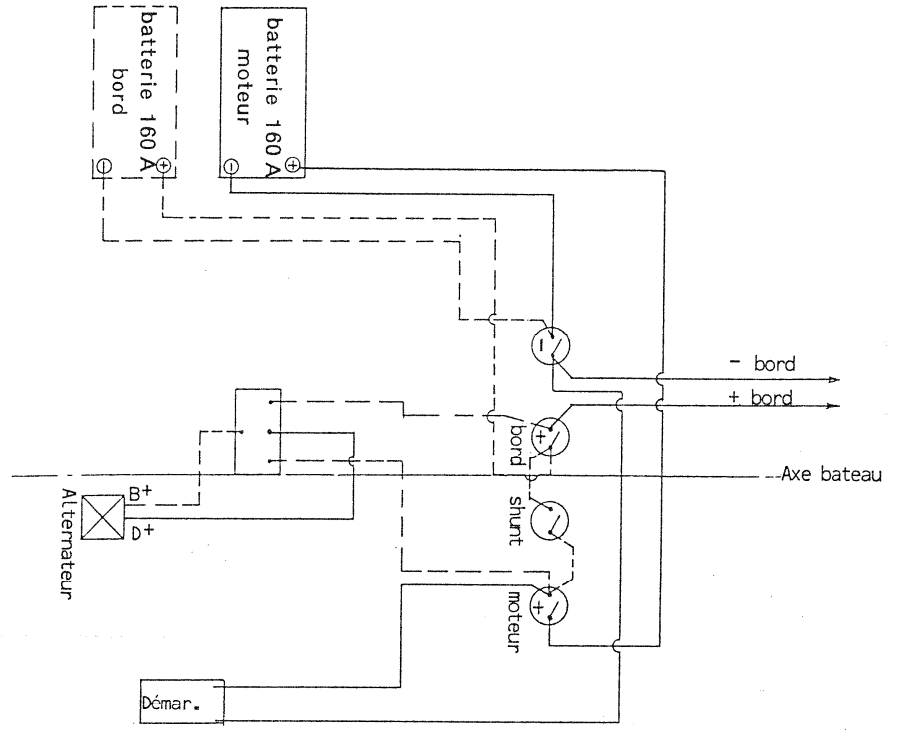 batterie 160 A
bord
⊖ ⊕
batterie 160 A
moteur
⊖ ⊕
−
− bord
+ bord
+
bord
Axe bateau
Alternateur
B+
D+
shunt
+
moteur
Démar.